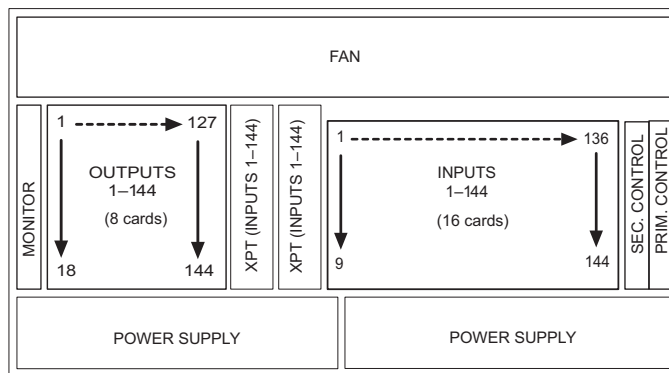 FAN
MONITOR
1
127
OUTPUTS
1–144
(8 cards)
18
144
XPT (INPUTS 1–144)
XPT (INPUTS 1–144)
1
136
INPUTS
1–144
(16 cards)
9
144
SEC. CONTROL
PRIM. CONTROL
POWER SUPPLY
POWER SUPPLY